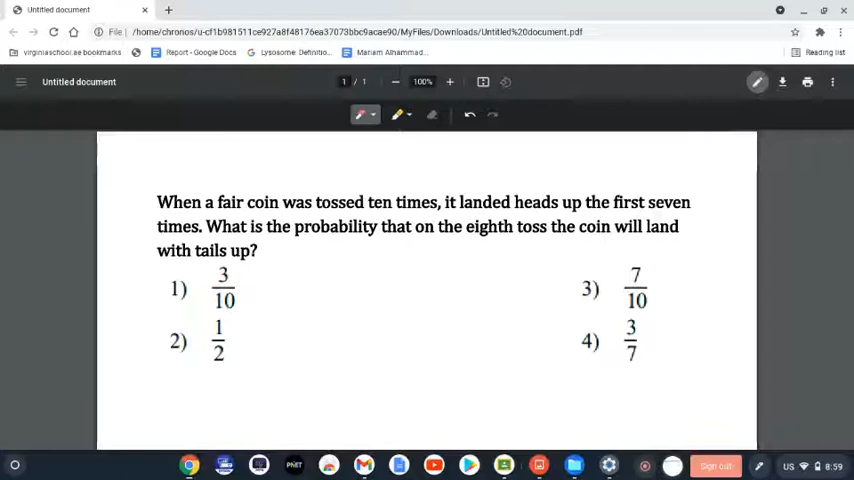 Untitled document
File | /home/chronos/u-cf1b981511ce927a8f48176ea37073bbc9acae90/MyFiles/Downloads/Untitled%20document.pdf
virginiaschool.ae bookmarks
Report - Google Docs
Lysosome: Definitio...
Mariam Alhammad...
Reading list
Untitled document
1 / 1
100%
When a fair coin was tossed ten times, it landed heads up the first seven
times. What is the probability that on the eighth toss the coin will land
with tails up?
1) 3/10
3) 7/10
2) 1/2
4) 3/7
PNET
Sign out
US
8:59